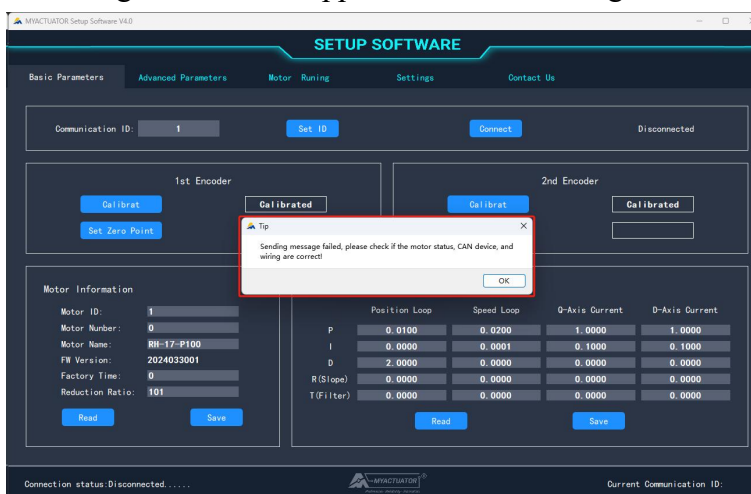 MYACTUATOR Setup Software V4.0
SETUP SOFTWARE
Basic Parameters Advanced Parameters Motor Runing Settings Contact Us
Communication ID: 1 Set ID Connect Disconnected
1st Encoder 2nd Encoder
Calibrat Calibrated Calibrat Calibrated
Set Zero Point
Tip
Sending message failed, please check if the motor status, CAN device, and
wiring are correct!
OK
Motor Information
Motor ID: 1
Motor Nunber: 0
Motor Name: RH-17-P100
FW Version: 2024033001
Factory Time: 0
Reduction Ratio: 101
Read Save
Position Loop Speed Loop Q-Axis Current D-Axis Current
P 0.0100 0.0200 1.0000 1.0000
I 0.0000 0.0001 0.1000 0.1000
D 2.0000 0.0000 0.0000 0.0000
R(Slope) 0.0000 0.0000 0.0000 0.0000
T(Filter) 0.0000 0.0000 0.0000 0.0000
Read Save
Connection status:Disconnected...... MYACTUATOR Current Communication ID: